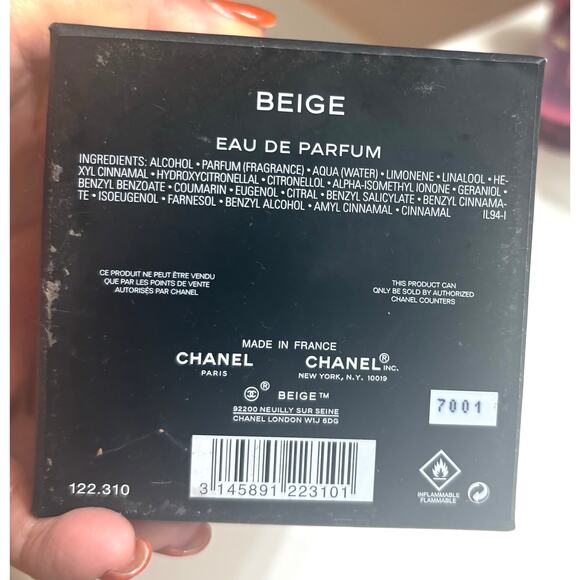 BEIGE
EAU DE PARFUM
INGREDIENTS: ALCOHOL • PARFUM (FRAGRANCE) • AQUA (WATER) • LIMONENE • LINALOOL • HE-
XYL CINNAMAL • HYDROXYCITRONELLAL • CITRONELLOL • ALPHA-ISOMETHYL IONONE • GERANIOL •
BENZYL BENZOATE • COUMARIN • EUGENOL • CITRAL • BENZYL SALICYLATE • BENZYL CINNAMA-
TE • ISOEUGENOL • FARNESOL • BENZYL ALCOHOL • AMYL CINNAMAL • CINNAMAL IL94-I
CE PRODUIT NE PEUT ÊTRE VENDU
QUE PAR LES POINTS DE VENTE
AUTORISÉS PAR CHANEL
THIS PRODUCT CAN
ONLY BE SOLD BY AUTHORIZED
CHANEL COUNTERS
MADE IN FRANCE
CHANEL
PARIS
CHANEL® INC.
NEW YORK, N.Y. 10019
® BEIGE™
92200 NEUILLY SUR SEINE
CHANEL LONDON W1J 6DG
7001
122.310
3 145891 223101
INFLAMMABLE
FLAMMABLE